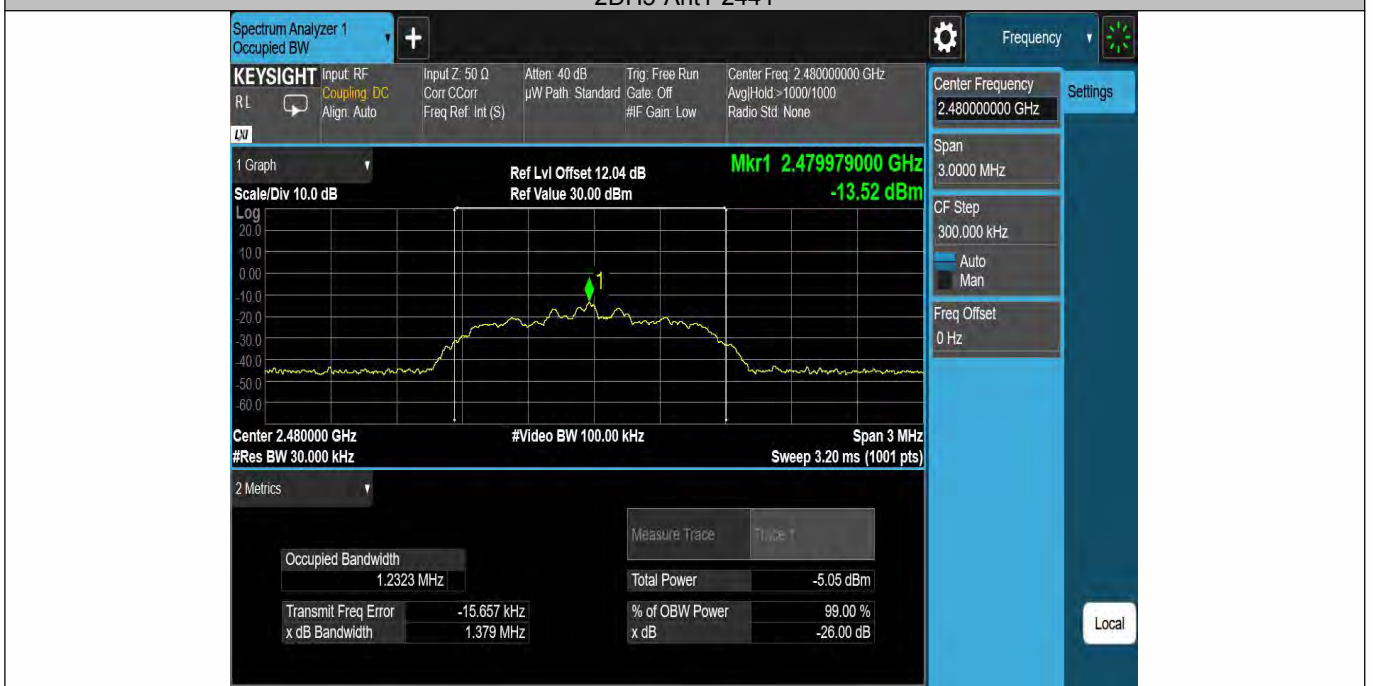 2DH5-Ant1-2441
Spectrum Analyzer 1
Occupied BW
Frequency
KEYSIGHT
RL
LXI
Input: RF
Coupling: DC
Align: Auto
Input Z: 50 Ω
Corr CCorr
Freq Ref: Int (S)
Atten: 40 dB
µW Path: Standard
Trig: Free Run
Gate: Off
#IF Gain: Low
Center Freq: 2.480000000 GHz
Avg|Hold:>1000/1000
Radio Std: None
Center Frequency
2.480000000 GHz
Settings
Span
3.0000 MHz
CF Step
300.000 kHz
Auto
Man
Freq Offset
0 Hz
Local
1 Graph
Scale/Div 10.0 dB
Ref Lvl Offset 12.04 dB
Ref Value 30.00 dBm
Mkr1 2.479979000 GHz
-13.52 dBm
Log
20.0
10.0
0.00
-10.0
-20.0
-30.0
-40.0
-50.0
-60.0
1
Center 2.480000 GHz
#Video BW 100.00 kHz
Span 3 MHz
#Res BW 30.000 kHz
Sweep 3.20 ms (1001 pts)
2 Metrics
Measure Trace
Trace 1
Occupied Bandwidth
1.2323 MHz
Total Power
-5.05 dBm
Transmit Freq Error
-15.657 kHz
% of OBW Power
99.00 %
x dB Bandwidth
1.379 MHz
x dB
-26.00 dB